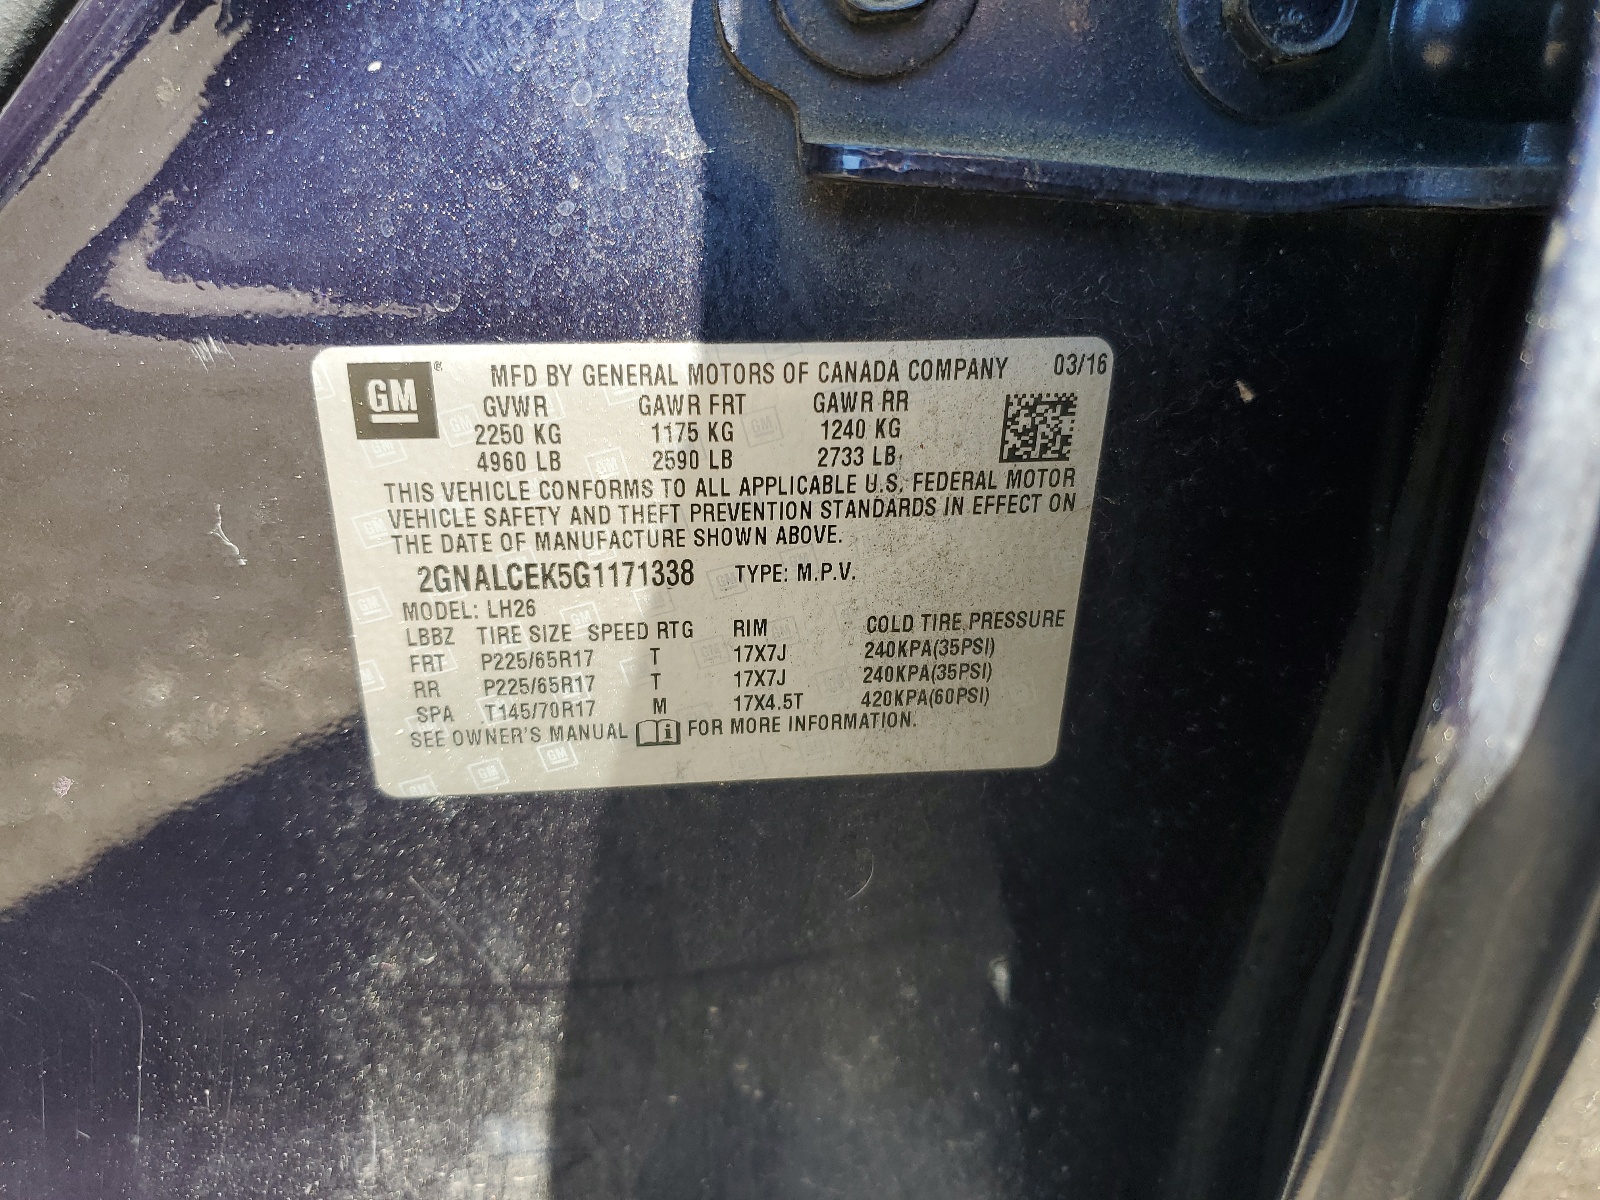 GM® MFD BY GENERAL MOTORS OF CANADA COMPANY 03/16
GVWR GAWR FRT GAWR RR
2250 KG 1175 KG 1240 KG
4960 LB 2590 LB 2733 LB
THIS VEHICLE CONFORMS TO ALL APPLICABLE U.S. FEDERAL MOTOR
VEHICLE SAFETY AND THEFT PREVENTION STANDARDS IN EFFECT ON
THE DATE OF MANUFACTURE SHOWN ABOVE.
2GNALCEK5G1171338 TYPE: M.P.V.
MODEL: LH26
LBBZ TIRE SIZE SPEED RTG RIM COLD TIRE PRESSURE
FRT P225/65R17 T 17X7J 240KPA(35PSI)
RR P225/65R17 T 17X7J 240KPA(35PSI)
SPA T145/70R17 M 17X4.5T 420KPA(60PSI)
SEE OWNER'S MANUAL i FOR MORE INFORMATION.